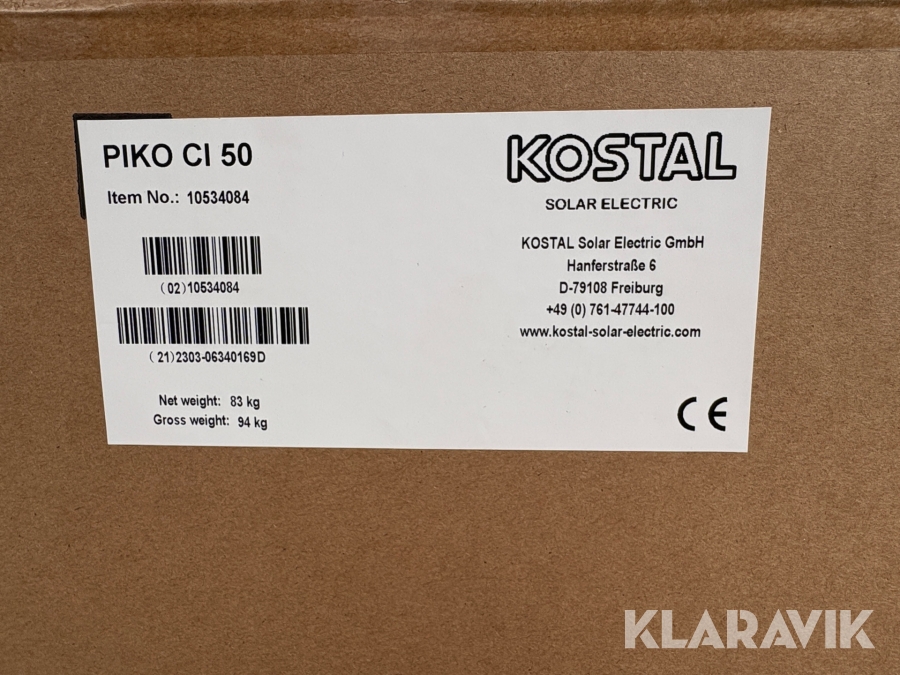 PIKO CI 50
Item No.: 10534084
(02)10534084
(21)2303-06340169D
Net weight: 83 kg
Gross weight: 94 kg
KOSTAL
SOLAR ELECTRIC
KOSTAL Solar Electric GmbH
Hanferstraße 6
D-79108 Freiburg
+49 (0) 761-47744-100
www.kostal-solar-electric.com
CE
KLARAVIK